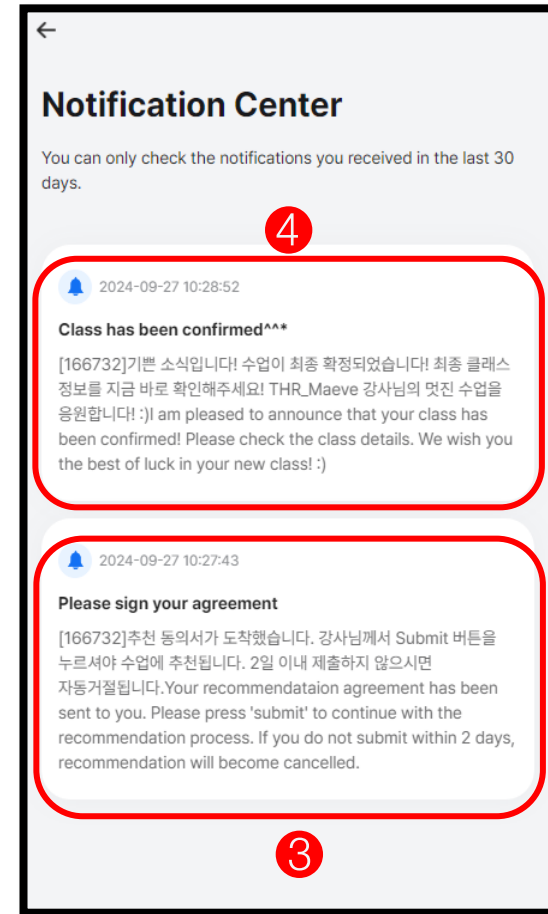 Notification Center
You can only check the notifications you received in the last 30
days.
4
2024-09-27 10:28:52
Class has been confirmed^^*
[166732]기쁜 소식입니다! 수업이 최종 확정되었습니다! 최종 클래스
정보를 지금 바로 확인해주세요! THR_Maeve 강사님의 멋진 수업을
응원합니다! :)I am pleased to announce that your class has
been confirmed! Please check the class details. We wish you
the best of luck in your new class! :)
2024-09-27 10:27:43
Please sign your agreement
[166732]추천 동의서가 도착했습니다. 강사님께서 Submit 버튼을
누르셔야 수업에 추천됩니다. 2일 이내 제출하지 않으시면
자동거절됩니다.Your recommendataion agreement has been
sent to you. Please press 'submit' to continue with the
recommendation process. If you do not submit within 2 days,
recommendation will become cancelled.
3